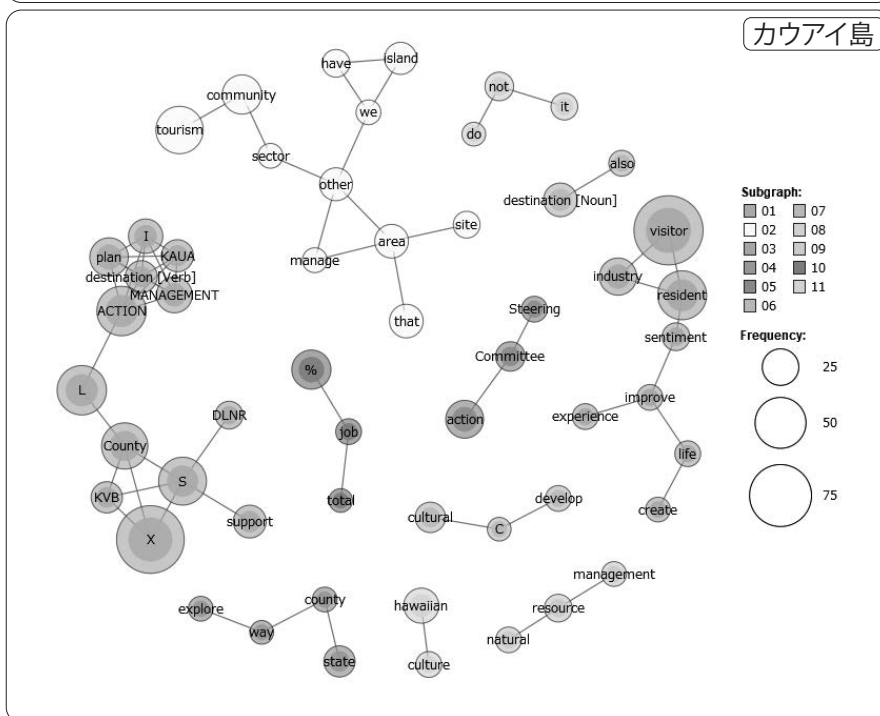 カウアイ島
have
island
community
we
tourism
sector
other
area
site
manage
that
not
it
do
also
destination [Noun]
visitor
industry
resident
sentiment
improve
experience
life
create
I
plan
KAUA
destination [Verb]
MANAGEMENT
ACTION
L
County
DLNR
S
KVB
support
X
%
job
total
Steering
Committee
action
cultural
C
develop
explore
way
county
state
hawaiian
culture
management
resource
natural
Subgraph:
01 07
02 08
03 09
04 10
05 11
06
Frequency:
25
50
75